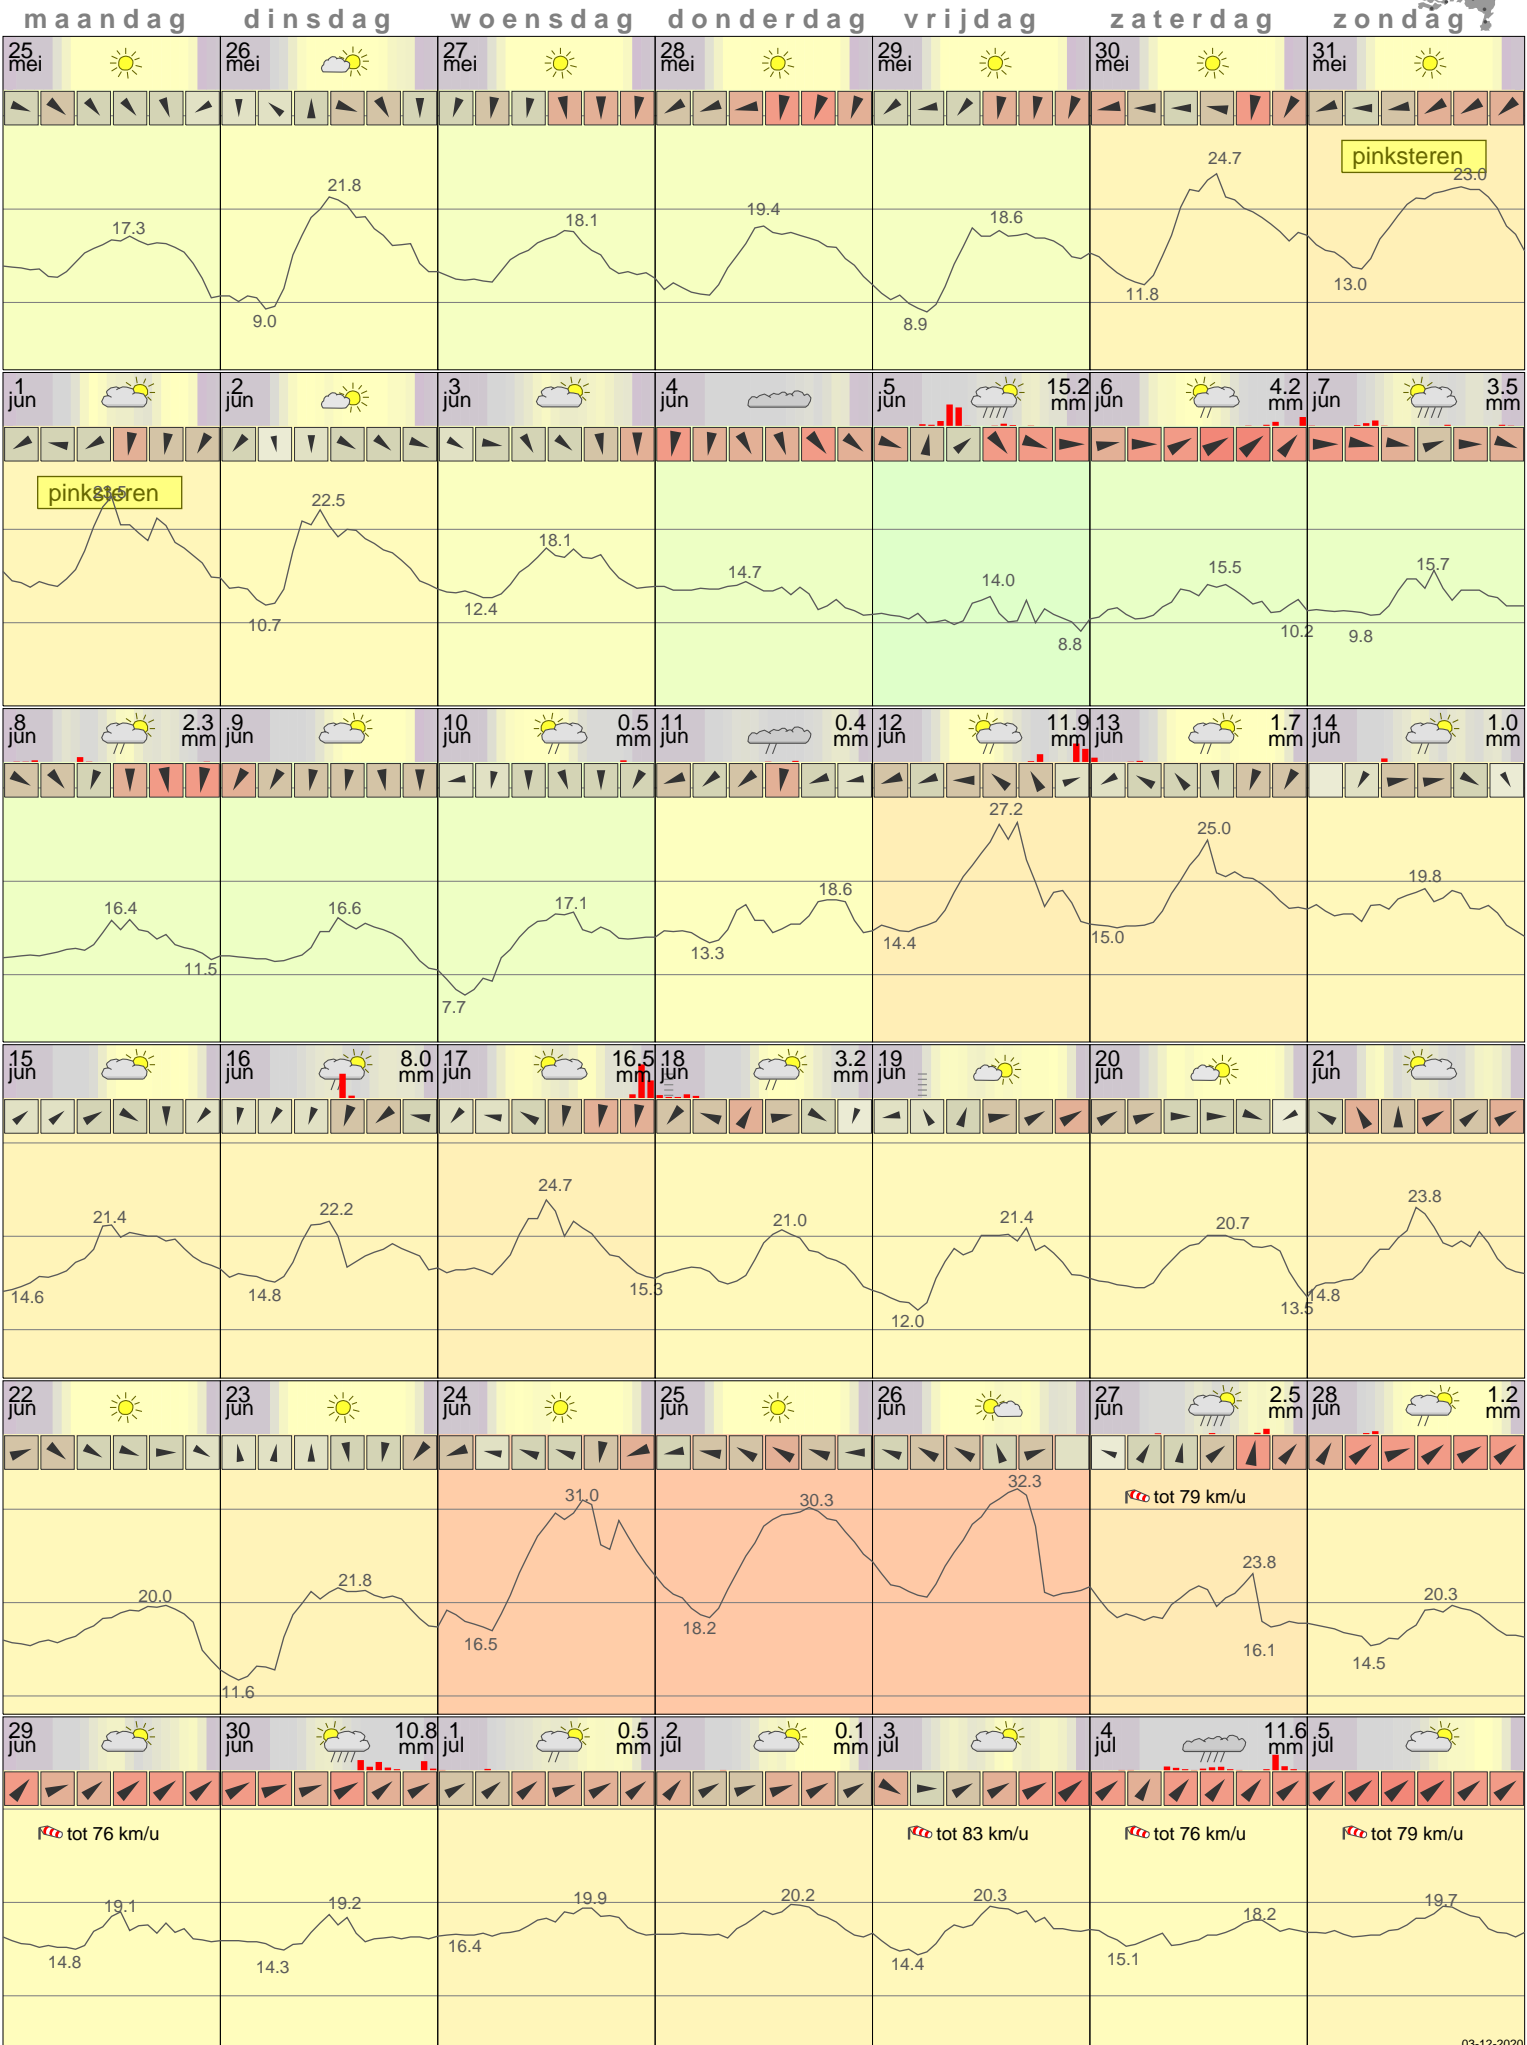 maandag dinsdag woensdag donderdag vrijdag zaterdag zondag
25 mei 26 mei 27 mei 28 mei 29 mei 30 mei 31 mei
pinksteren
17.3 21.8 9.0 18.1 19.4 18.6 8.9 24.7 11.8 23.0 13.0
1 jun 2 jun 3 jun 4 jun 5 jun 15.2 mm 6 jun 4.2 mm 7 jun 3.5 mm
pinksteren
23.5 22.5 10.7 18.1 12.4 14.7 14.0 8.8 15.5 10.2 15.7 9.8
8 jun 2.3 mm 9 jun 10 jun 0.5 mm 11 jun 0.4 mm 12 jun 11.9 mm 13 jun 1.7 mm 14 jun 1.0 mm
16.4 11.5 16.6 17.1 7.7 18.6 13.3 27.2 14.4 25.0 15.0 19.8
15 jun 16 jun 8.0 mm 17 jun 16.5 mm 18 jun 3.2 mm 19 jun 20 jun 21 jun
21.4 14.6 22.2 14.8 24.7 15.3 21.0 21.4 12.0 20.7 13.5 23.8 14.8
22 jun 23 jun 24 jun 25 jun 26 jun 27 jun 2.5 mm 28 jun 1.2 mm
tot 79 km/u
20.0 21.8 11.6 31.0 16.5 30.3 18.2 32.3 23.8 16.1 20.3 14.5
29 jun 30 jun 10.8 mm 1 jul 0.5 mm 2 jul 0.1 mm 3 jul 4 jul 11.6 mm 5 jul
tot 76 km/u tot 83 km/u tot 76 km/u tot 79 km/u
19.1 14.8 19.2 14.3 19.9 16.4 20.2 20.3 14.4 18.2 15.1 19.7
03-12-2020